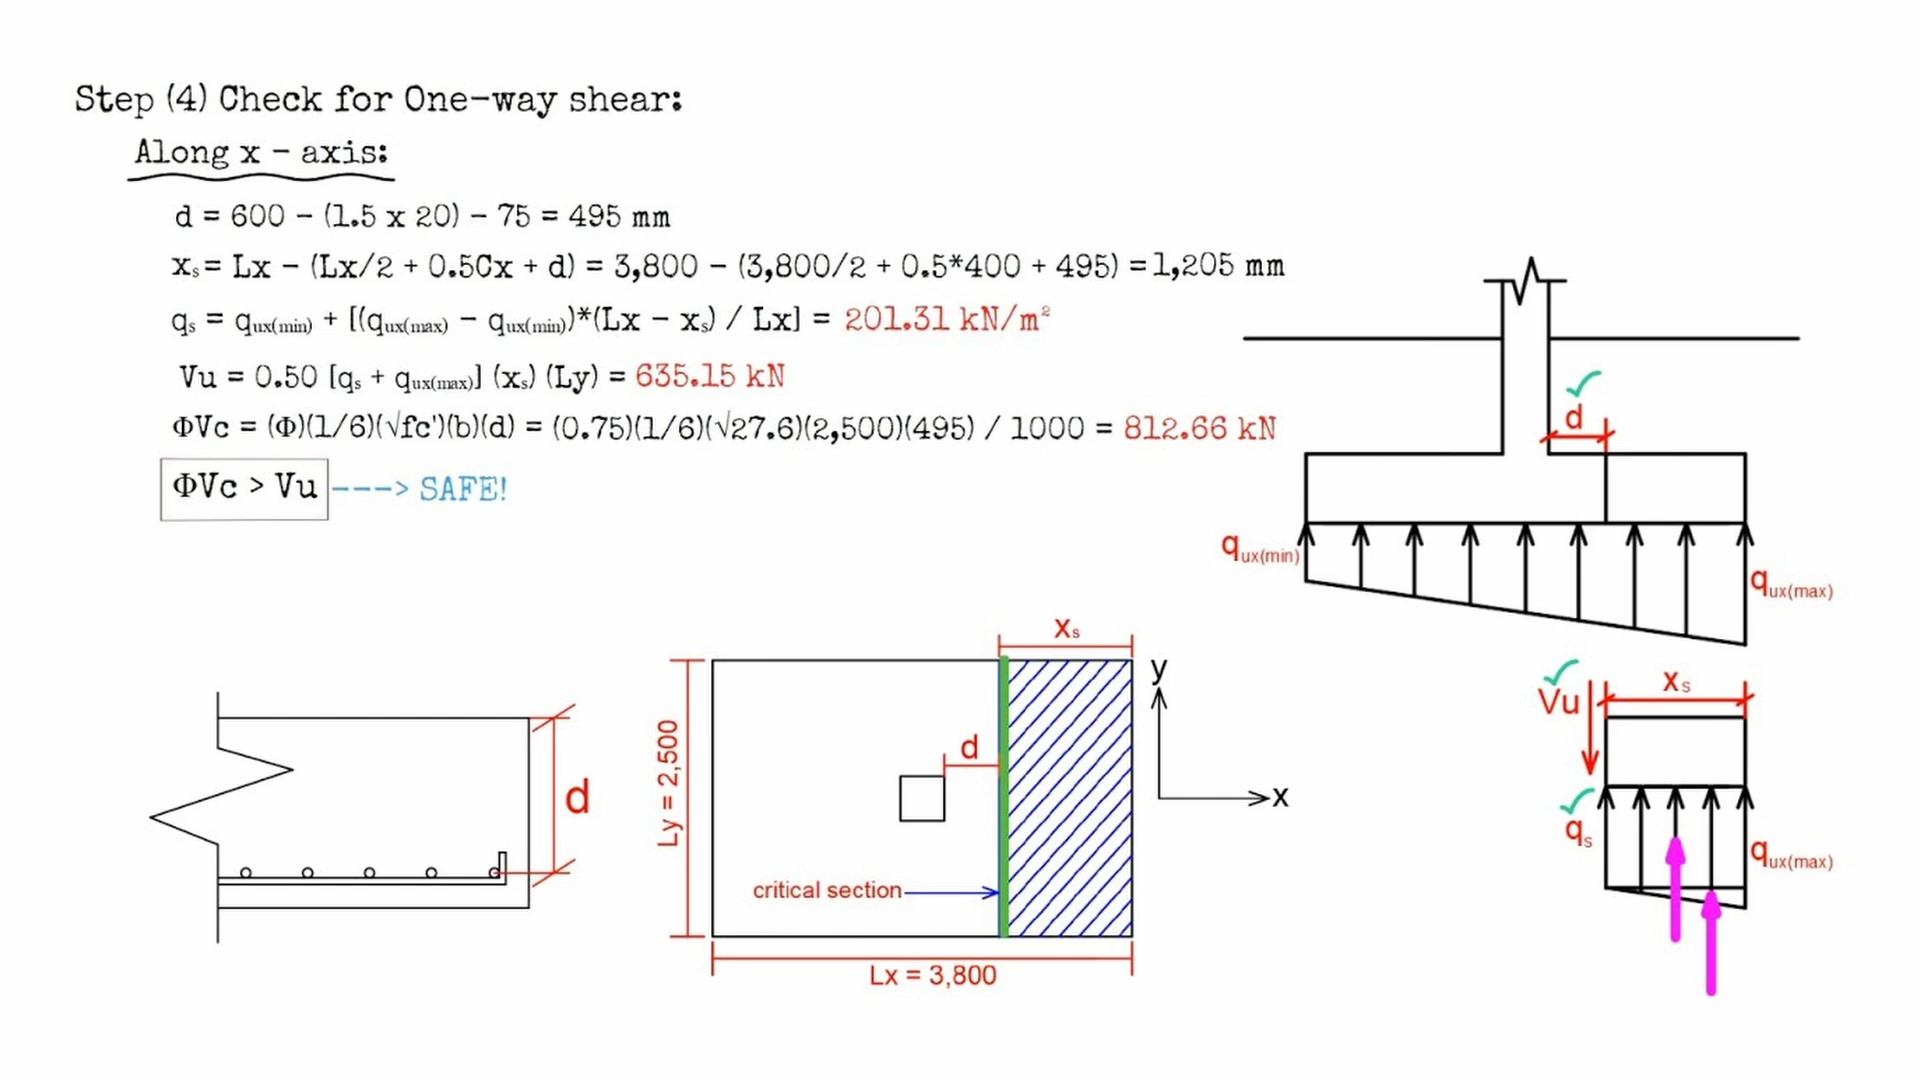 Step (4) Check for One-way shear:
Along x - axis:
d = 600 - (1.5 x 20) - 75 = 495 mm
xs = Lx - (Lx/2 + 0.5Cx + d) = 3,800 - (3,800/2 + 0.5*400 + 495) = 1,205 mm
qs = qux(min) + [(qux(max) - qux(min))*(Lx - xs) / Lx] = 201.31 kN/m²
Vu = 0.50 [qs + qux(max)] (xs) (Ly) = 635.15 kN
ΦVc = (Φ)(1/6)(√fc')(b)(d) = (0.75)(1/6)(√27.6)(2,500)(495) / 1000 = 812.66 kN
ΦVc > Vu ----> SAFE!
d
qux(min)
qux(max)
xs
y
xs
Vu
d
Ly = 2,500
d
x
qs
qux(max)
critical section
Lx = 3,800